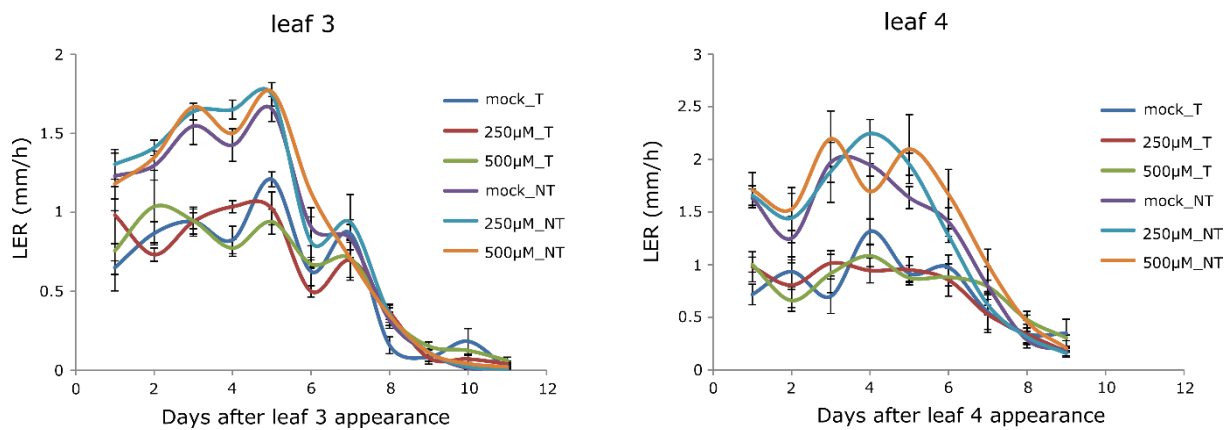 leaf 3
2
1.5
1
0.5
0
LER (mm/h)
0
2
4
6
8
10
12
Days after leaf 3 appearance
mock_T
250µM_T
500µM_T
mock_NT
250µM_NT
500µM_NT
leaf 4
3
2.5
2
1.5
1
0.5
0
LER (mm/h)
0
2
4
6
8
10
12
Days after leaf 4 appearance
mock_T
250µM_T
500µM_T
mock_NT
250µM_NT
500µM_NT